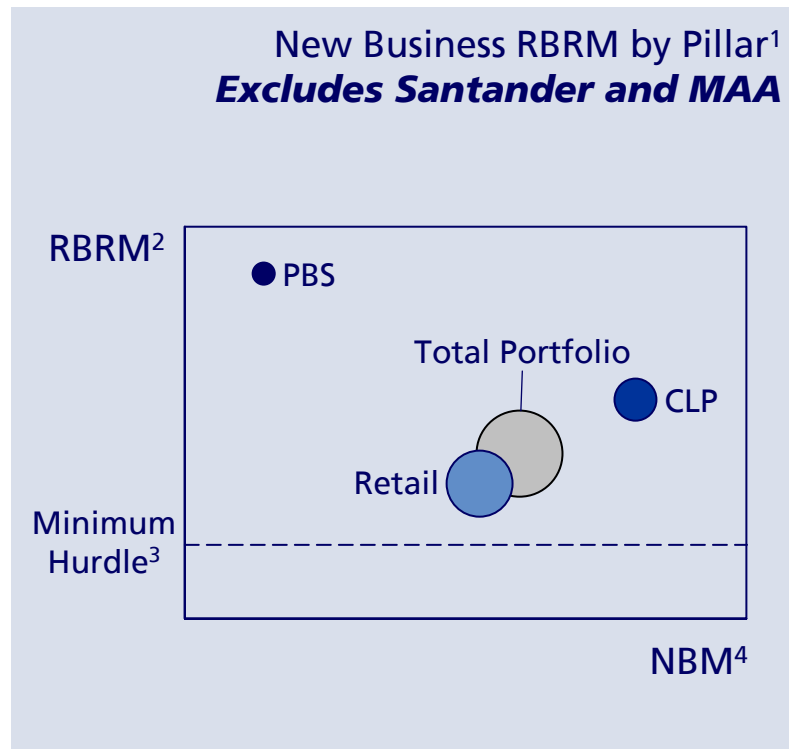 New Business RBRM by Pillar¹
Excludes Santander and MAA
RBRM²
PBS
Total Portfolio
CLP
Retail
Minimum
Hurdle³
NBM⁴